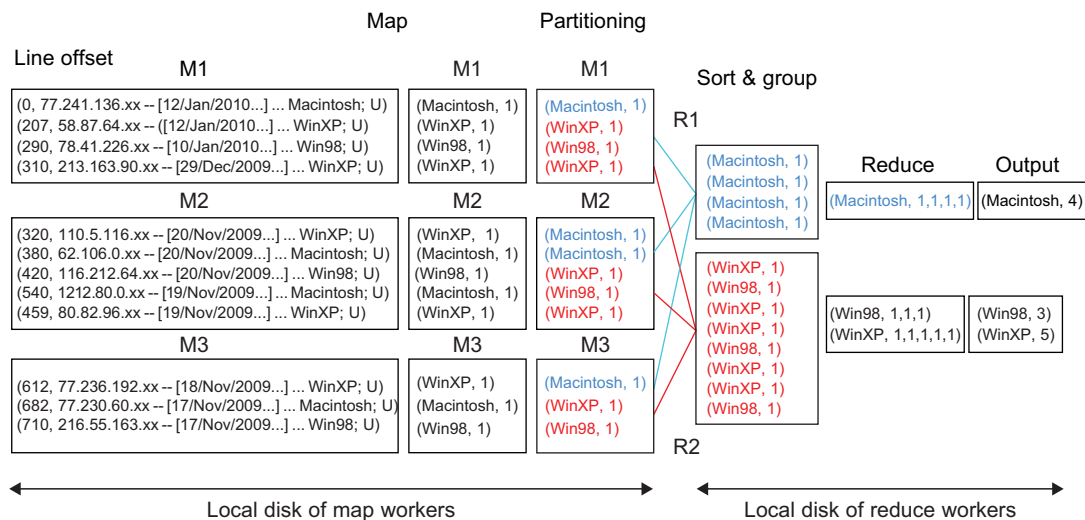 Map
Partitioning
Line offset
M1
M1
M1
Sort & group
(0, 77.241.136.xx -- [12/Jan/2010...] ... Macintosh; U)
(207, 58.87.64.xx -- ([12/Jan/2010...] ... WinXP; U)
(290, 78.41.226.xx -- [10/Jan/2010...] ... Win98; U)
(310, 213.163.90.xx -- [29/Dec/2009...] ... WinXP; U)
(Macintosh, 1)
(WinXP, 1)
(Win98, 1)
(WinXP, 1)
(Macintosh, 1)
(WinXP, 1)
(Win98, 1)
(WinXP, 1)
R1
M2
M2
M2
(320, 110.5.116.xx -- [20/Nov/2009...] ... WinXP; U)
(380, 62.106.0.xx -- [20/Nov/2009...] ... Macintosh; U)
(420, 116.212.64.xx -- [20/Nov/2009...] ... Win98; U)
(540, 1212.80.0.xx -- [19/Nov/2009...] ... Macintosh; U)
(459, 80.82.96.xx -- [19/Nov/2009...] ... WinXP; U)
(WinXP, 1)
(Macintosh, 1)
(Win98, 1)
(Macintosh, 1)
(WinXP, 1)
(Macintosh, 1)
(Macintosh, 1)
(WinXP, 1)
(Win98, 1)
(WinXP, 1)
M3
M3
M3
(612, 77.236.192.xx -- [18/Nov/2009...] ... WinXP; U)
(682, 77.230.60.xx -- [17/Nov/2009...] ... Macintosh; U)
(710, 216.55.163.xx -- [17/Nov/2009...] ... Win98; U)
(WinXP, 1)
(Macintosh, 1)
(Win98, 1)
(Macintosh, 1)
(WinXP, 1)
(Win98, 1)
R2
(Macintosh, 1)
(Macintosh, 1)
(Macintosh, 1)
(Macintosh, 1)
(WinXP, 1)
(Win98, 1)
(WinXP, 1)
(WinXP, 1)
(Win98, 1)
(WinXP, 1)
(WinXP, 1)
(Win98, 1)
Reduce
Output
(Macintosh, 1,1,1,1)
(Macintosh, 4)
(Win98, 1,1,1)
(WinXP, 1,1,1,1,1)
(Win98, 3)
(WinXP, 5)
Local disk of map workers
Local disk of reduce workers